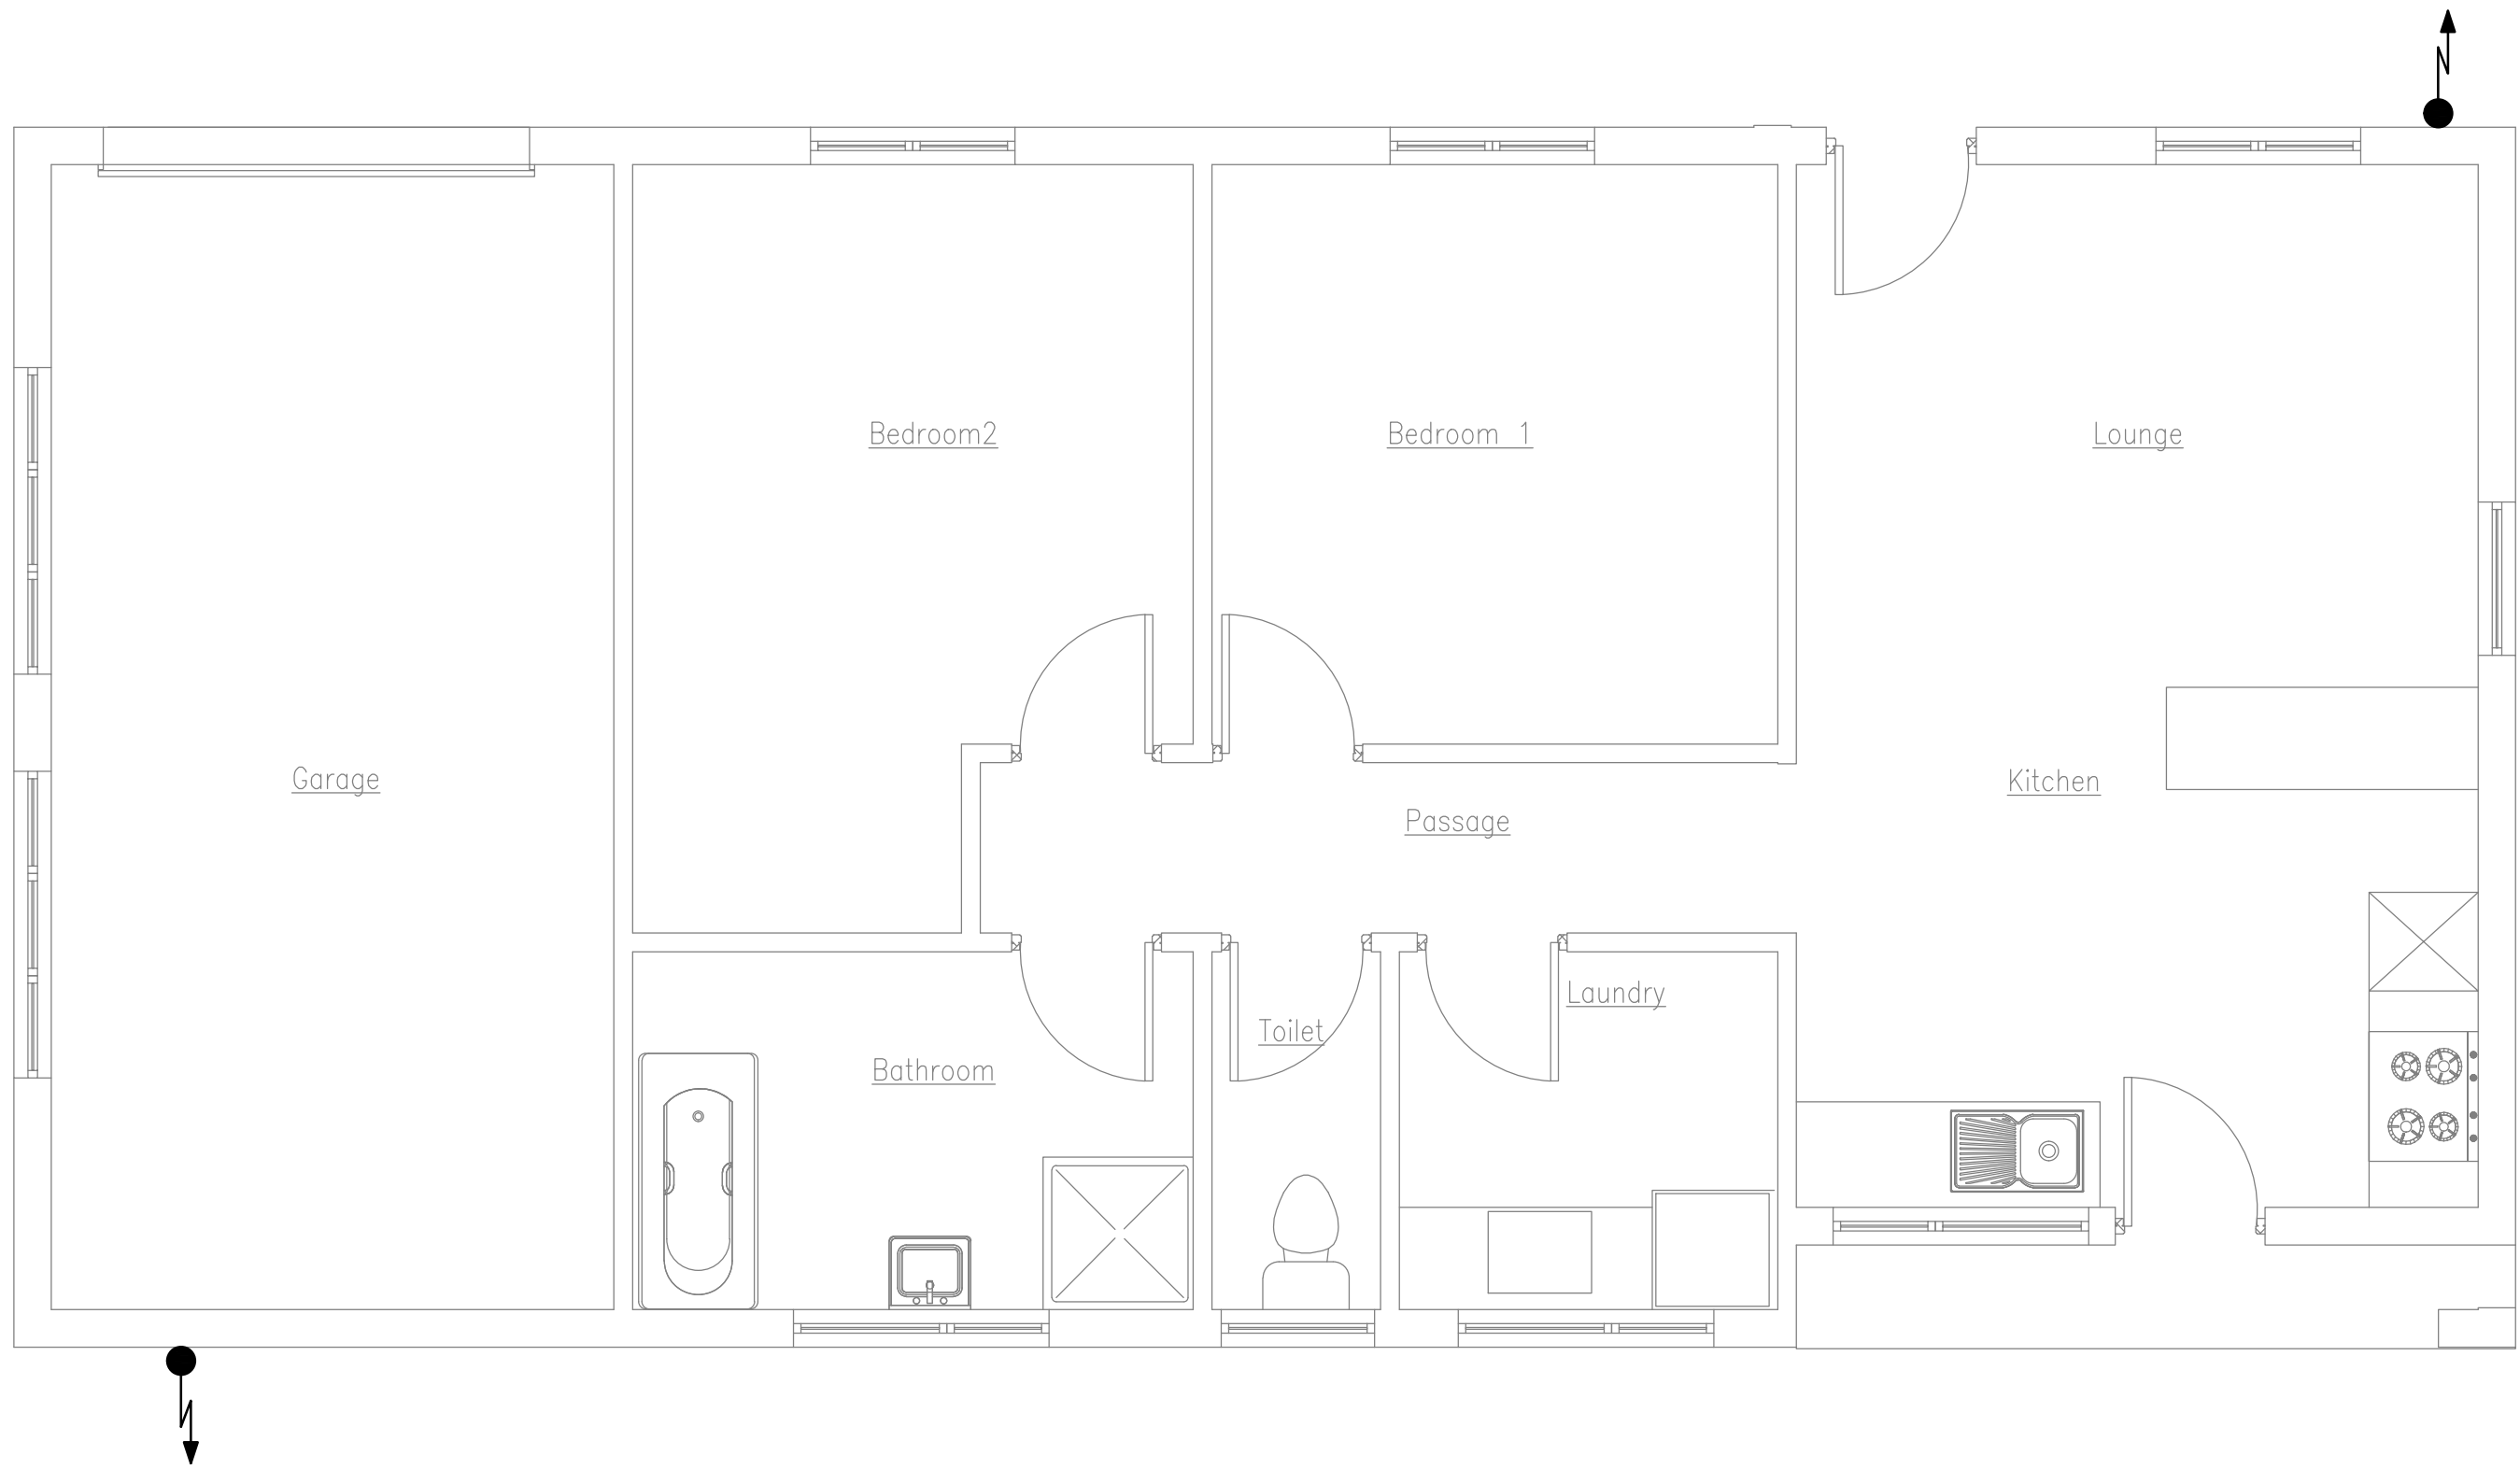 Bedroom2
Bedroom 1
Lounge
Garage
Kitchen
Passage
Laundry
Toilet
Bathroom